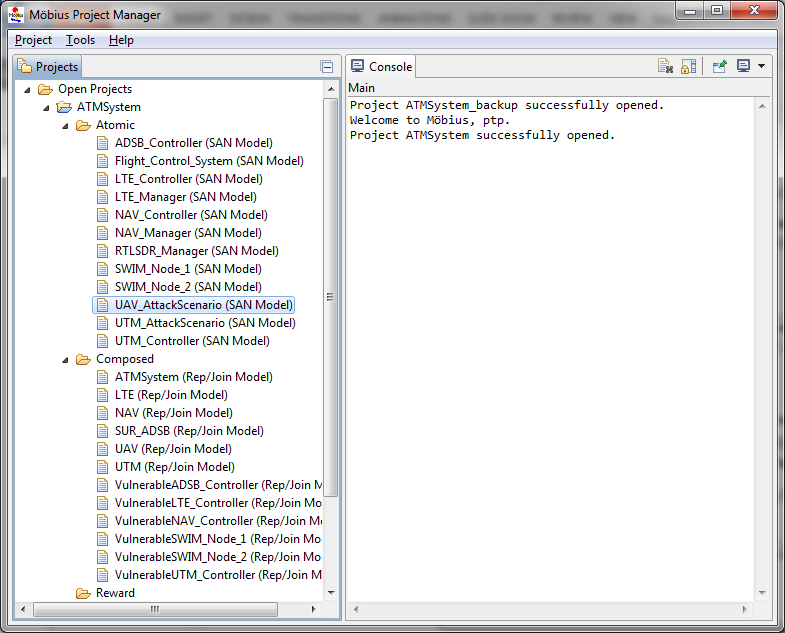 Möbius Project Manager
Project Tools Help
Projects
Open Projects
ATMSystem
Atomic
ADSB_Controller (SAN Model)
Flight_Control_System (SAN Model)
LTE_Controller (SAN Model)
LTE_Manager (SAN Model)
NAV_Controller (SAN Model)
NAV_Manager (SAN Model)
RTLSDR_Manager (SAN Model)
SWIM_Node_1 (SAN Model)
SWIM_Node_2 (SAN Model)
UAV_AttackScenario (SAN Model)
UTM_AttackScenario (SAN Model)
UTM_Controller (SAN Model)
Composed
ATMSystem (Rep/Join Model)
LTE (Rep/Join Model)
NAV (Rep/Join Model)
SUR_ADSB (Rep/Join Model)
UAV (Rep/Join Model)
UTM (Rep/Join Model)
VulnerableADSB_Controller (Rep/Join M
VulnerableLTE_Controller (Rep/Join Mo
VulnerableNAV_Controller (Rep/Join M
VulnerableSWIM_Node_1 (Rep/Join Mo
VulnerableSWIM_Node_2 (Rep/Join Mo
VulnerableUTM_Controller (Rep/Join M
Reward
Console
Main
Project ATMSystem_backup successfully opened.
Welcome to Möbius, ptp.
Project ATMSystem successfully opened.